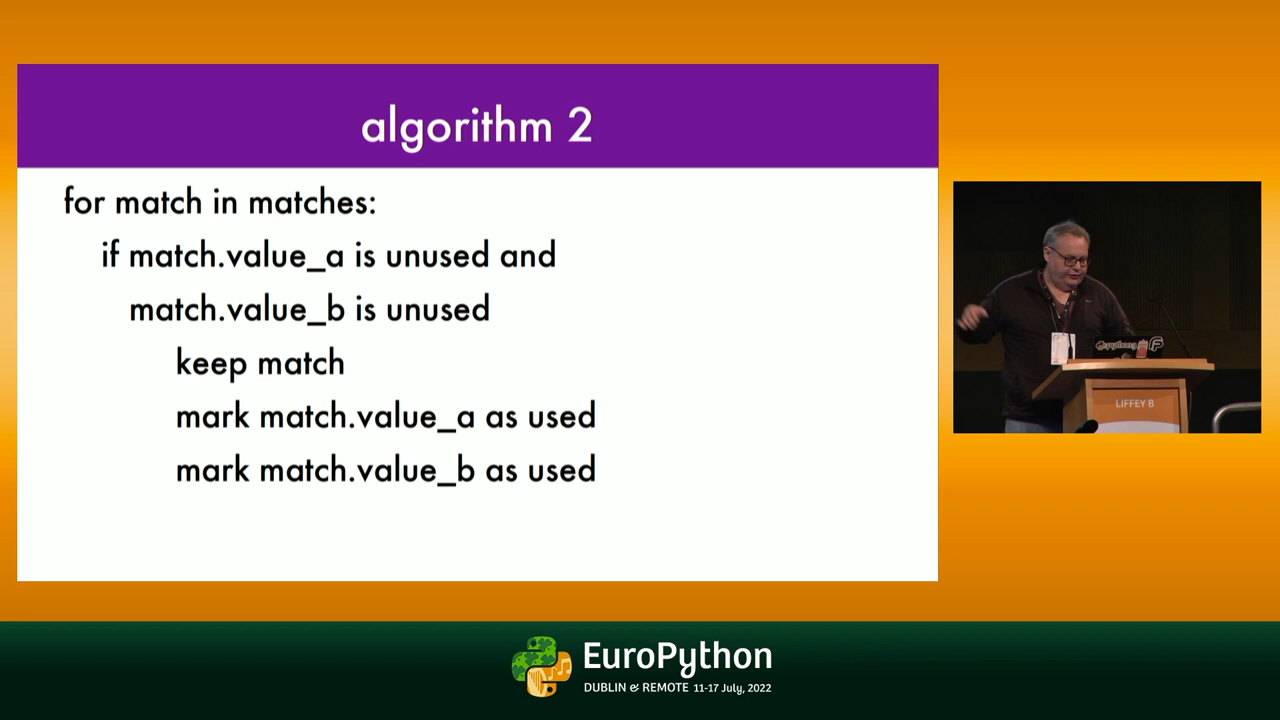 algorithm 2
for match in matches:
if match.value_a is unused and
match.value_b is unused
keep match
mark match.value_a as used
mark match.value_b as used
LIFFEY B
EuroPython
DUBLIN & REMOTE 11-17 July, 2022